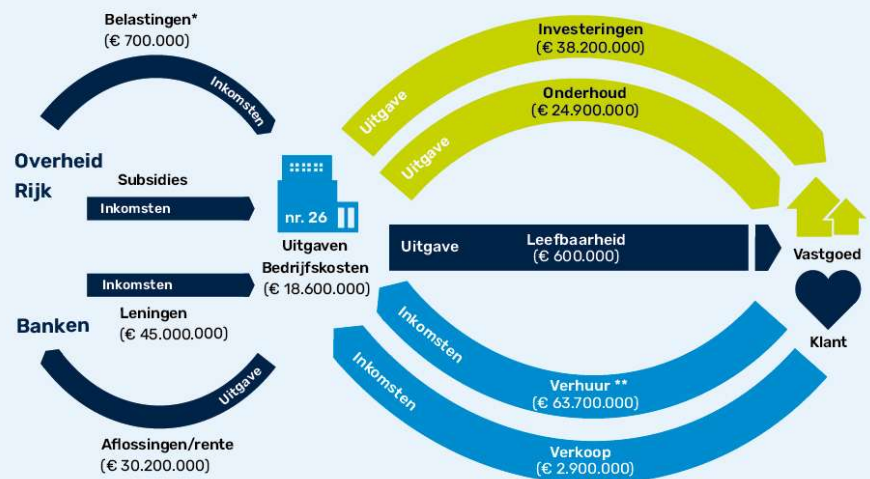 Belastingen*
(€ 700.000)
Inkomsten
Overheid
Rijk
Subsidies
Inkomsten
Inkomsten
Leningen
(€ 45.000.000)
Banken
Uitgave
Aflossingen/rente
(€ 30.200.000)
nr. 26
Uitgaven
Bedrijfskosten
(€ 18.600.000)
Investeringen
(€ 38.200.000)
Uitgave
Onderhoud
(€ 24.900.000)
Uitgave
Uitgave
Leefbaarheid
(€ 600.000)
Vastgoed
Klant
Inkomsten
Verhuur **
(€ 63.700.000)
Inkomsten
Verkoop
(€ 2.900.000)